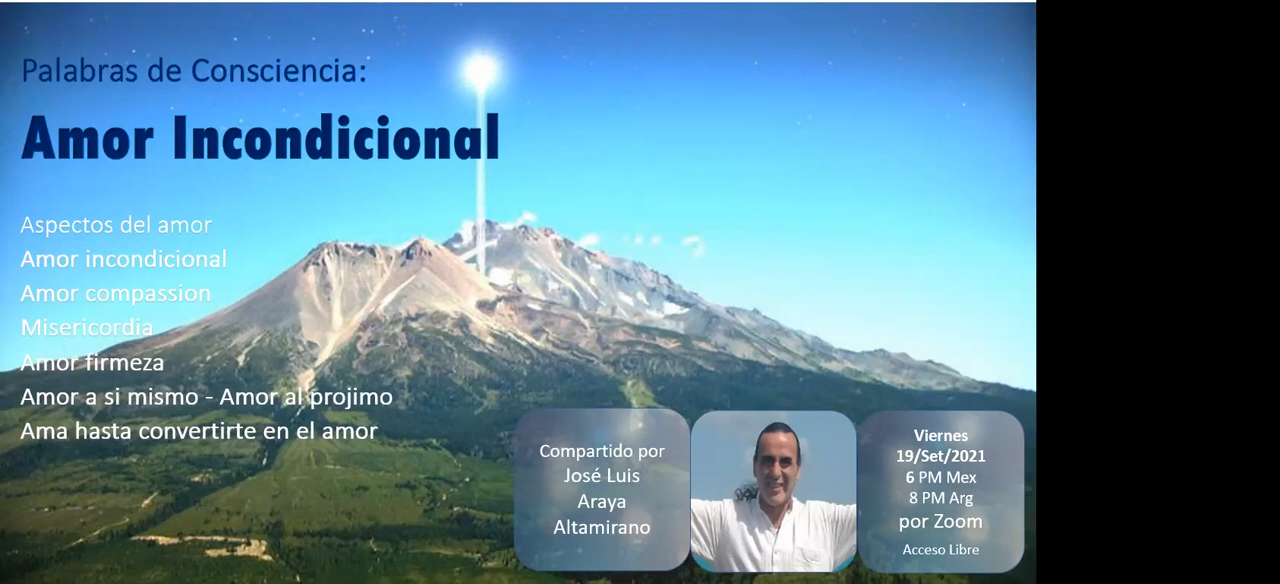 Palabras de Consciencia:
Amor Incondicional
Aspectos del amor
Amor incondicional
Amor compassion
Misericordia
Amor firmeza
Amor a si mismo - Amor al projimo
Ama hasta convertirte en el amor
Compartido por
José Luis
Araya
Altamirano
Viernes
19/Set/2021
6 PM Mex
8 PM Arg
por Zoom
Acceso Libre